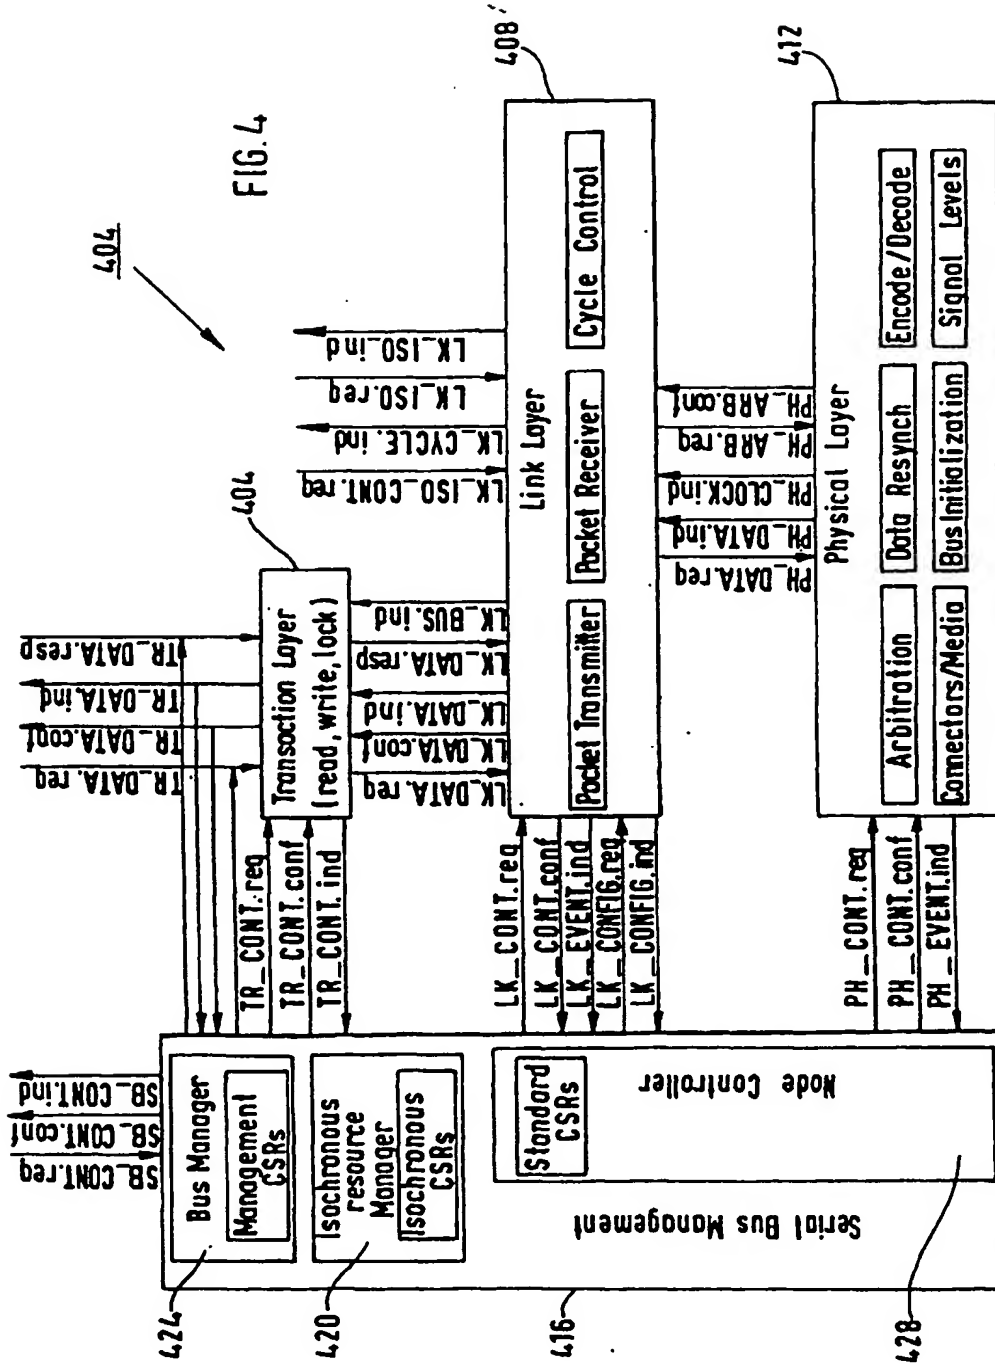 FIG. 4
404
SB_CONT.req
SB_CONT.conf
SB_CONT.ind
TR_DATA.req
TR_DATA.conf
TR_DATA.ind
TR_DATA.resp
424
Bus Manager
Management
CSRs
TR_CONT.req
TR_CONT.conf
TR_CONT.ind
Transaction Layer
(read, write, lock)
404
420
Isochronous
resource
Manager
Isochronous
CSRs
LK_DATA.req
LK_DATA.conf
LK_DATA.ind
LK_DATA.resp
LK_BUS.ind
LK_ISO_CONT.req
LK_CYCLE.ind
LK_ISO.req
LK_ISO.ind
416
Serial Bus Management
Standard
CSRs
Node Controller
428
LK_CONT.req
LK_CONT.conf
LK_EVENT.ind
LK_CONFIG.req
LK_CONFIG.ind
Link Layer
408
Packet Transmitter
Packet Receiver
Cycle Control
PH_DATA.req
PH_DATA.ind
PH_CLOCK.ind
PH_ARB.req
PH_ARB.conf
PH_CONT.req
PH_CONT.conf
PH_EVENT.ind
Physical Layer
412
Arbitration
Data Resynch
Encode/Decode
Connectors/Media
Bus Initialization
Signal Levels